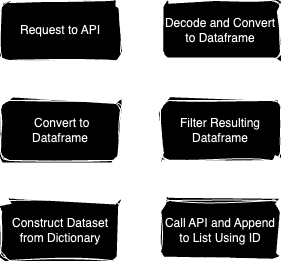 Request to API
Decode and Convert
to Dataframe
Convert to
Dataframe
Filter Resulting
Dataframe
Construct Dataset
from Dictionary
Call API and Append
to List Using ID